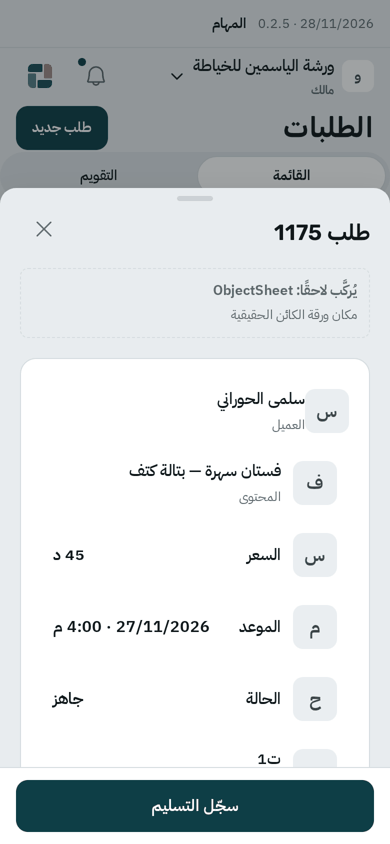 المهام 0.2.5 · 28/11/2026
و
ورشة الياسمين للخياطة
مالك
الطلبات
طلب جديد
القائمة
التقويم
طلب 1175
يُركَّب لاحقًا: ObjectSheet
مكان ورقة الكائن الحقيقية
س
سلمى الحوراني
العميل
ف
فستان سهرة — بتالة كتف
المحتوى
س
السعر
45 د
م
الموعد
27/11/2026 · 4:00 م
ح
الحالة
جاهز
ت1
سجّل التسليم